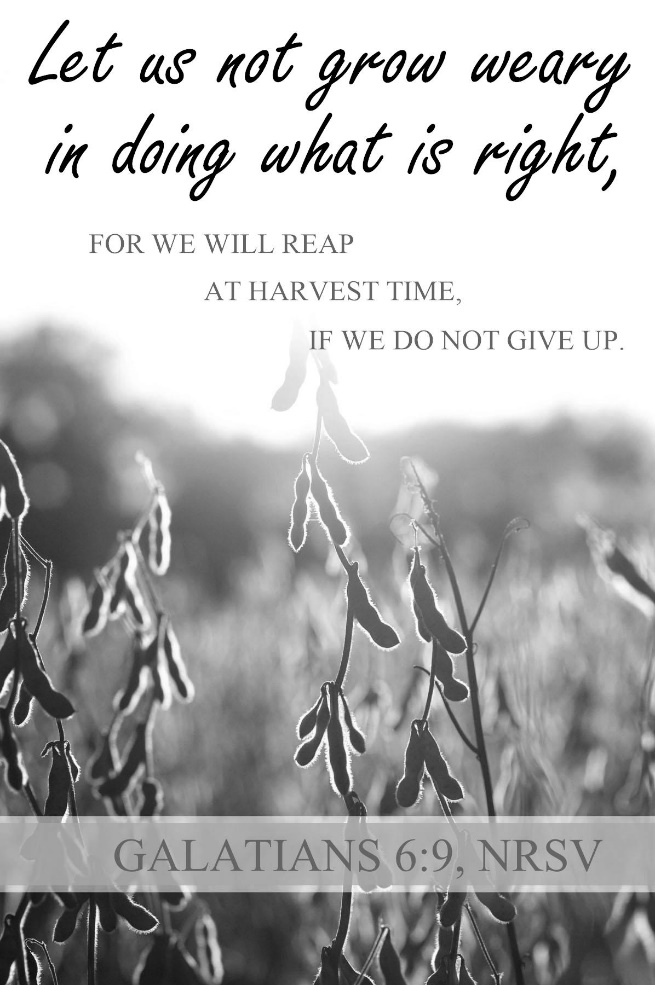 Let us not grow weary
in doing what is right,
FOR WE WILL REAP
AT HARVEST TIME,
IF WE DO NOT GIVE UP.
GALATIANS 6:9, NRSV